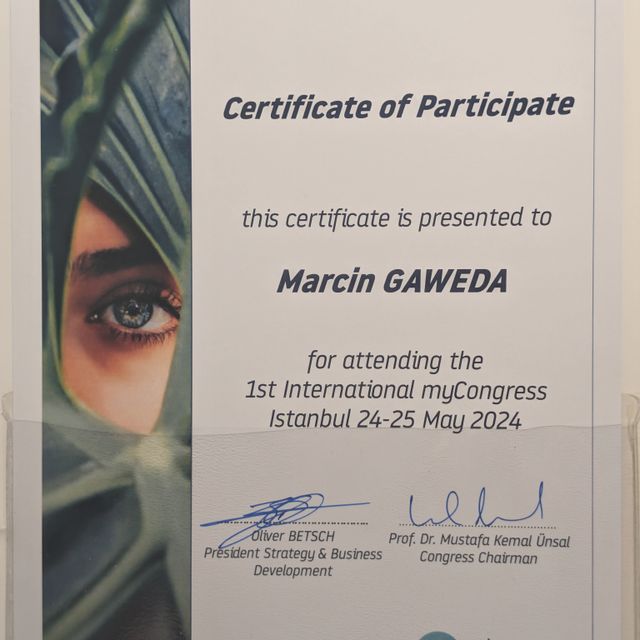 Certificate of Participate
this certificate is presented to
Marcin GAWEDA
for attending the
1st International myCongress
Istanbul 24-25 May 2024
Oliver BETSCH
President Strategy & Business
Development
Prof. Dr. Mustafa Kemal Ünsal
Congress Chairman